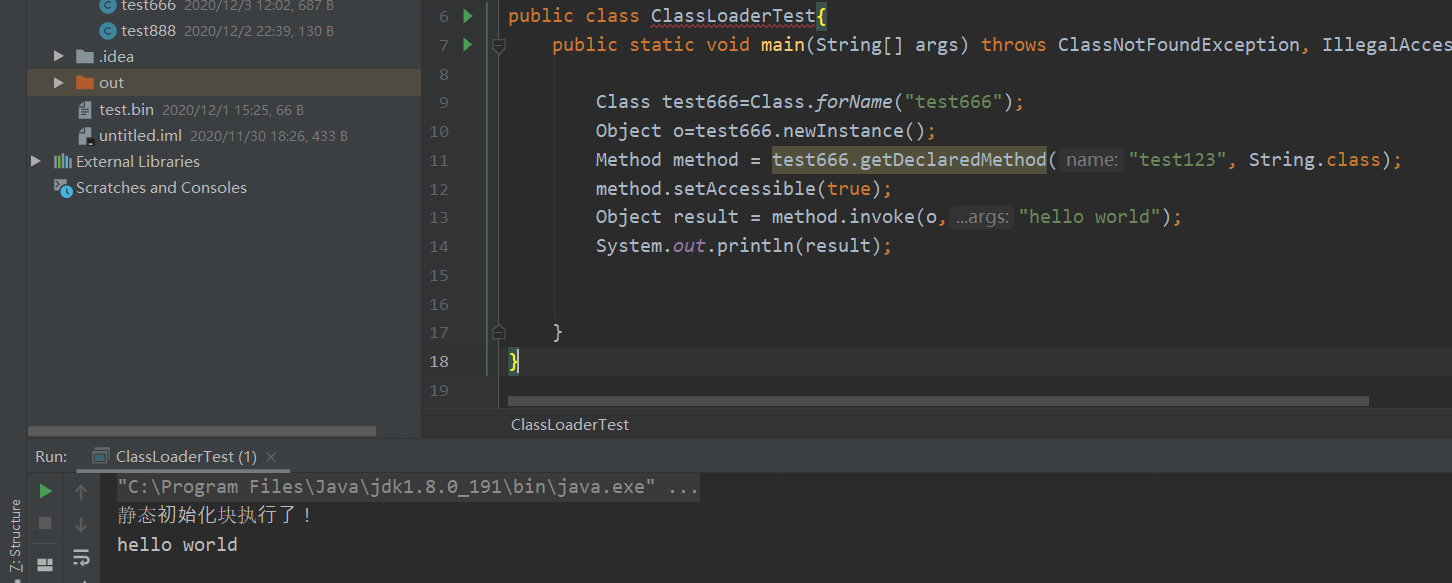 test666 2020/12/3 12:02, 687 B
test888 2020/12/2 22:39, 130 B
.idea
out
test.bin 2020/12/1 15:25, 66 B
untitled.iml 2020/11/30 18:26, 433 B
External Libraries
Scratches and Consoles
6 public class ClassLoaderTest{
7 public static void main(String[] args) throws ClassNotFoundException, IllegalAcces
8
9 Class test666=Class.forName("test666");
10 Object o=test666.newInstance();
11 Method method = test666.getDeclaredMethod( name: "test123", String.class);
12 method.setAccessible(true);
13 Object result = method.invoke(o, ...args: "hello world");
14 System.out.println(result);
15
16
17 }
18 }
19
ClassLoaderTest
Run: ClassLoaderTest (1)
"C:\Program Files\Java\jdk1.8.0_191\bin\java.exe" ...
静态初始化块执行了！
hello world
Z: Structure